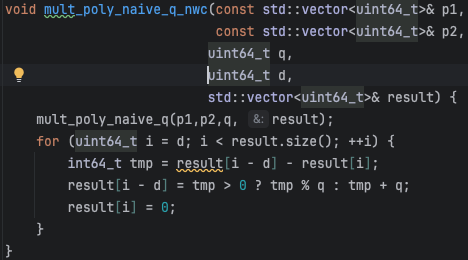 void mult_poly_naive_q_nwc(const std::vector<uint64_t>& p1,
const std::vector<uint64_t>& p2,
uint64_t q,
uint64_t d,
std::vector<uint64_t>& result) {
mult_poly_naive_q(p1,p2,q, &:result);
for (uint64_t i = d; i < result.size(); ++i) {
int64_t tmp = result[i - d] - result[i];
result[i - d] = tmp > 0 ? tmp % q : tmp + q;
result[i] = 0;
}
}